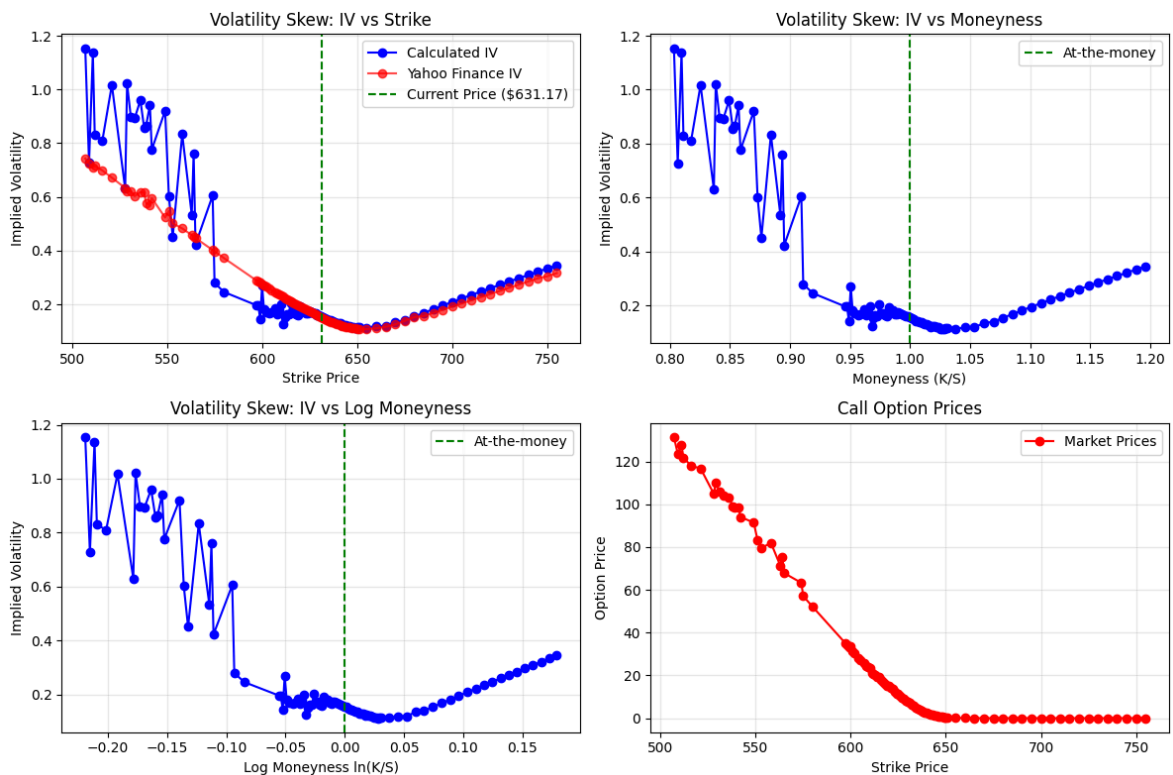 Volatility Skew: IV vs Strike
1.2
1.0
0.8
0.6
0.4
0.2
Implied Volatility
Calculated IV
Yahoo Finance IV
Current Price ($631.17)
500 550 600 650 700 750
Strike Price
Volatility Skew: IV vs Moneyness
1.2
1.0
0.8
0.6
0.4
0.2
Implied Volatility
At-the-money
0.80 0.85 0.90 0.95 1.00 1.05 1.10 1.15 1.20
Moneyness (K/S)
Volatility Skew: IV vs Log Moneyness
1.2
1.0
0.8
0.6
0.4
0.2
Implied Volatility
At-the-money
−0.20 −0.15 −0.10 −0.05 0.00 0.05 0.10 0.15
Log Moneyness ln(K/S)
Call Option Prices
120
100
80
60
40
20
0
Option Price
Market Prices
500 550 600 650 700 750
Strike Price